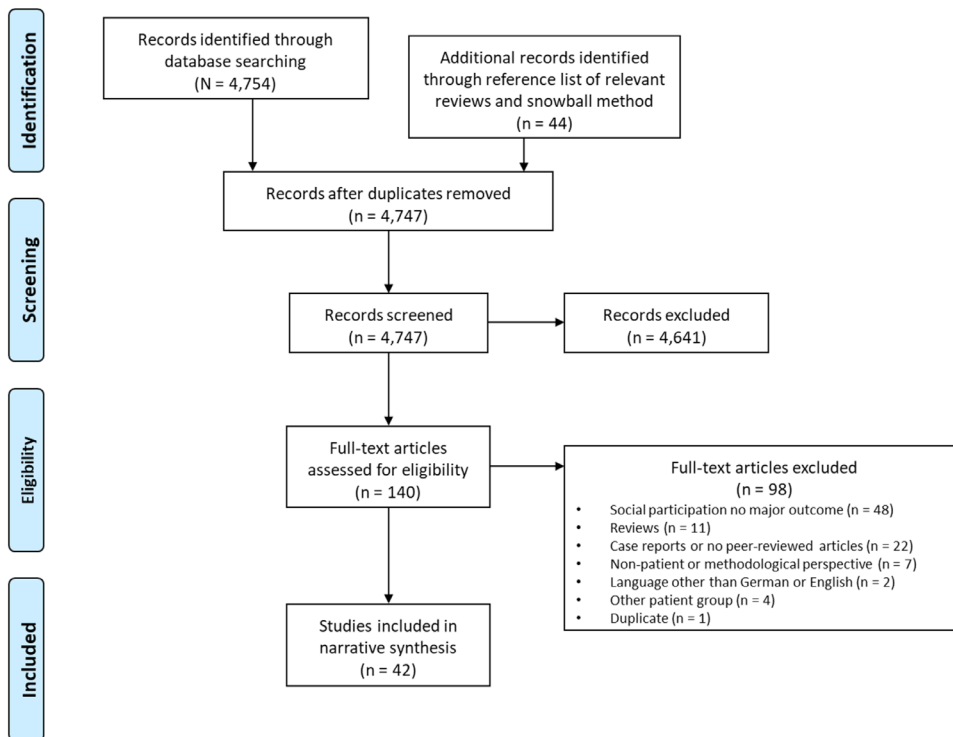 Identification
Records identified through
database searching
(N = 4,754)
Additional records identified
through reference list of relevant
reviews and snowball method
(n = 44)
Records after duplicates removed
(n = 4,747)
Screening
Records screened
(n = 4,747)
Records excluded
(n = 4,641)
Eligibility
Full-text articles
assessed for eligibility
(n = 140)
Full-text articles excluded
(n = 98)
• Social participation no major outcome (n = 48)
• Reviews (n = 11)
• Case reports or no peer-reviewed articles (n = 22)
• Non-patient or methodological perspective (n = 7)
• Language other than German or English (n = 2)
• Other patient group (n = 4)
• Duplicate (n = 1)
Included
Studies included in
narrative synthesis
(n = 42)